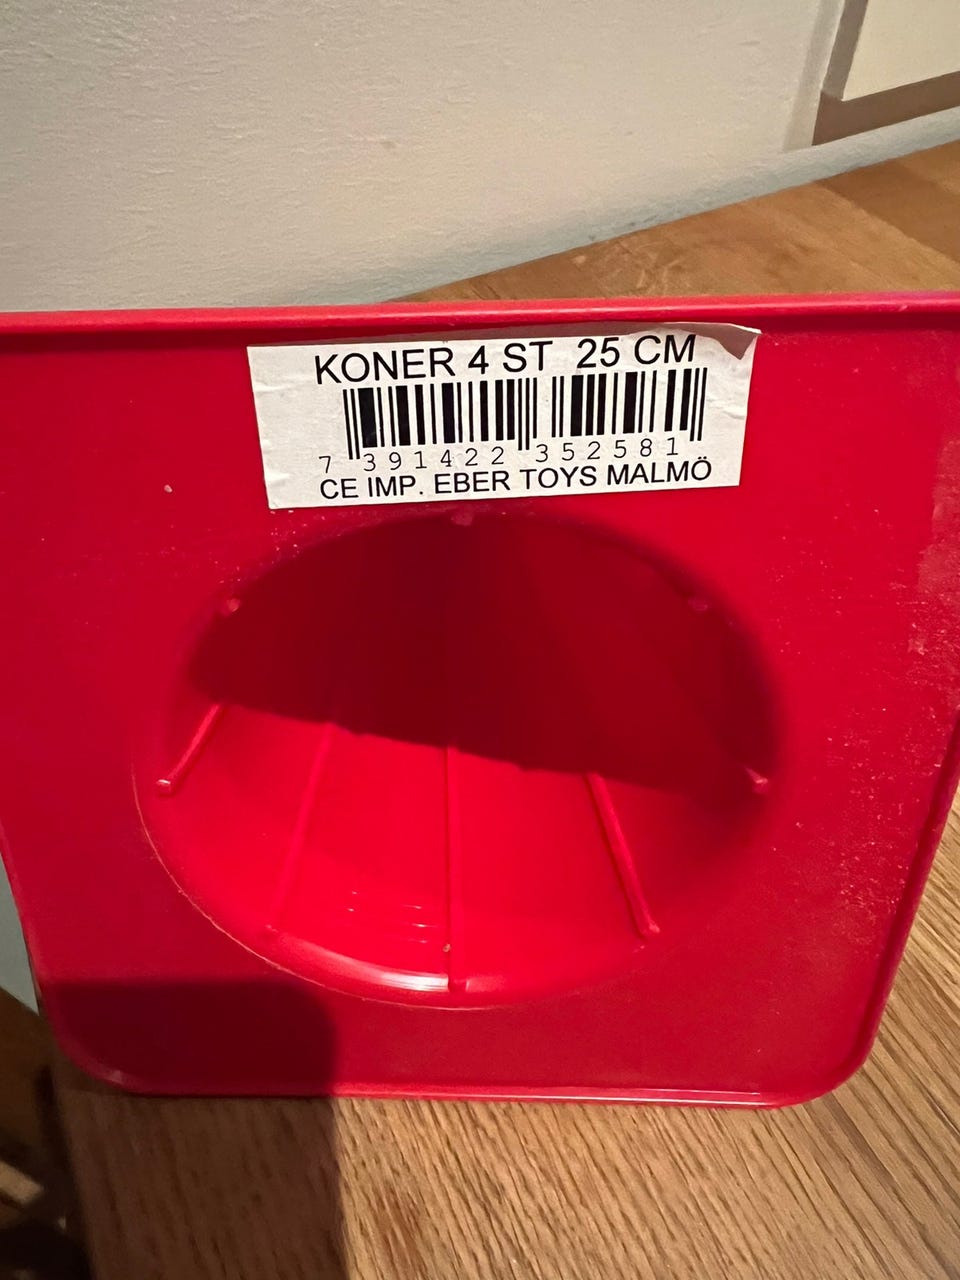 KONER 4 ST 25 CM
7 391422 352581
CE IMP. EBER TOYS MALMÖ